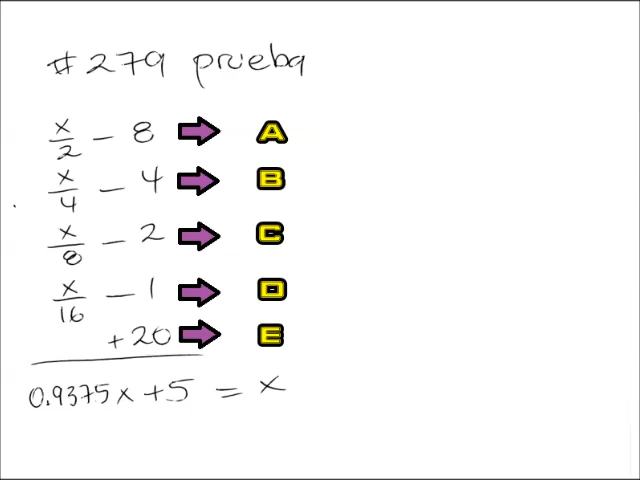 # 279 prueba
x/2 - 8 A
x/4 - 4 B
x/8 - 2 C
x/16 - 1 D
+20 E
0.9375x + 5 = x